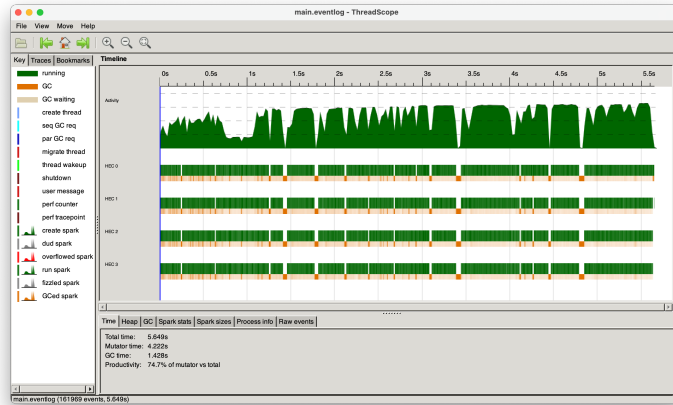 main.eventlog - ThreadScope
File View Move Help
Key Traces Bookmarks
running
GC
GC waiting
create thread
seq GC req
par GC req
migrate thread
thread wakeup
shutdown
user message
perf counter
perf tracepoint
create spark
dud spark
overflowed spark
run spark
fizzled spark
GCed spark
Timeline
0s 0.5s 1s 1.5s 2s 2.5s 3s 3.5s 4s 4.5s 5s 5.5s
Activity
HEC 0
HEC 1
HEC 2
HEC 3
Time Heap GC Spark stats Spark sizes Process info Raw events
Total time: 5.649s
Mutator time: 4.222s
GC time: 1.428s
Productivity: 74.7% of mutator vs total
main.eventlog (161969 events, 5.649s)